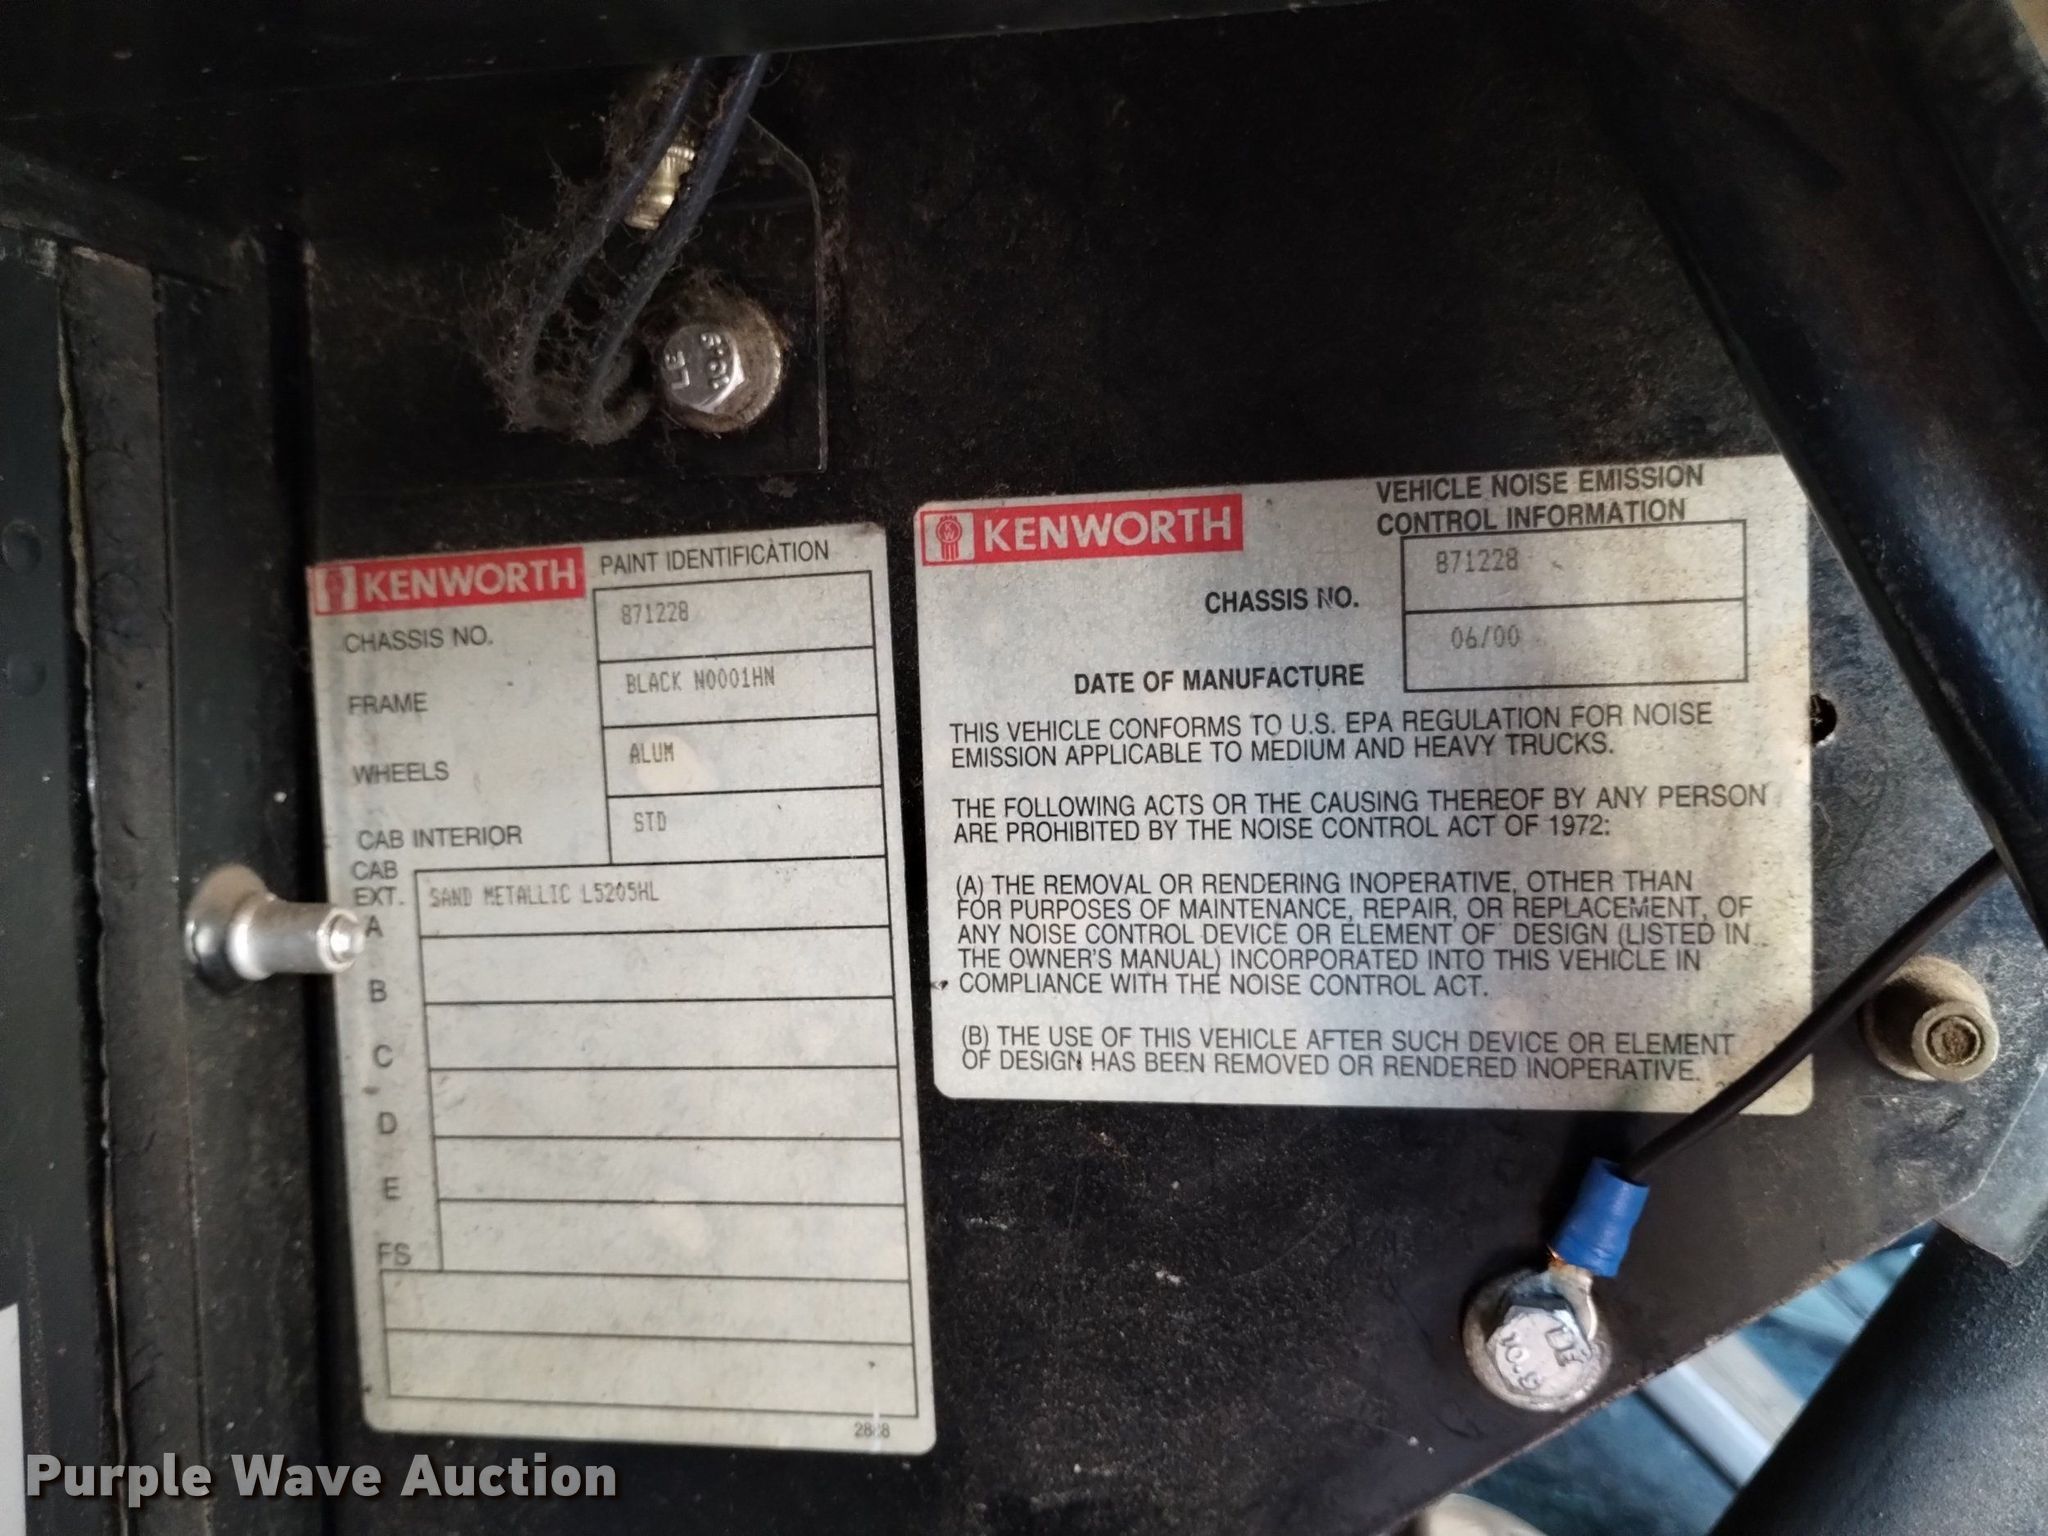 KENWORTH PAINT IDENTIFICATION
CHASSIS NO. 871228
FRAME BLACK N0001HN
WHEELS ALUM
CAB INTERIOR STD
CAB
EXT. SAND METALLIC L5205HL
A
B
C
D
E
FS
KENWORTH
VEHICLE NOISE EMISSION
CONTROL INFORMATION
CHASSIS NO. 871228
DATE OF MANUFACTURE 06/00
THIS VEHICLE CONFORMS TO U.S. EPA REGULATION FOR NOISE
EMISSION APPLICABLE TO MEDIUM AND HEAVY TRUCKS.
THE FOLLOWING ACTS OR THE CAUSING THEREOF BY ANY PERSON
ARE PROHIBITED BY THE NOISE CONTROL ACT OF 1972:
(A) THE REMOVAL OR RENDERING INOPERATIVE, OTHER THAN
FOR PURPOSES OF MAINTENANCE, REPAIR, OR REPLACEMENT, OF
ANY NOISE CONTROL DEVICE OR ELEMENT OF DESIGN (LISTED IN
THE OWNER'S MANUAL) INCORPORATED INTO THIS VEHICLE IN
COMPLIANCE WITH THE NOISE CONTROL ACT.
(B) THE USE OF THIS VEHICLE AFTER SUCH DEVICE OR ELEMENT
OF DESIGN HAS BEEN REMOVED OR RENDERED INOPERATIVE.
LE
LE
Purple Wave Auction